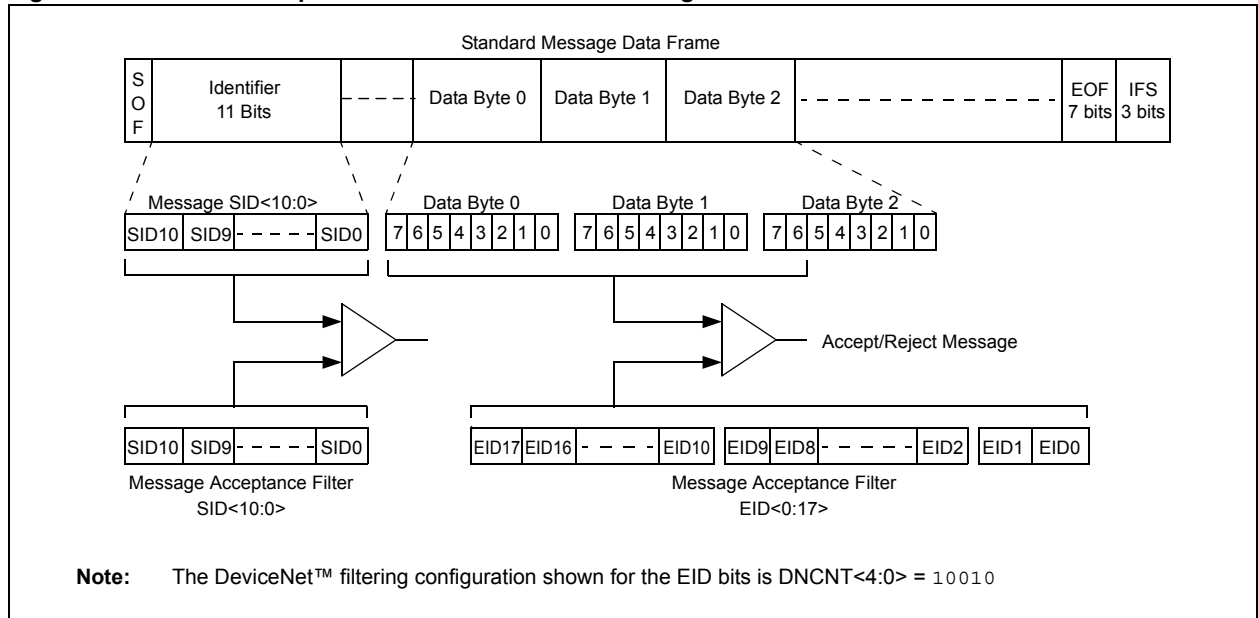 Standard Message Data Frame
S
O
F
Identifier
11 Bits
Data Byte 0
Data Byte 1
Data Byte 2
EOF
7 bits
IFS
3 bits
Message SID<10:0>
Data Byte 0
Data Byte 1
Data Byte 2
SID10 SID9 SID0
7 6 5 4 3 2 1 0
7 6 5 4 3 2 1 0
7 6 5 4 3 2 1 0
Accept/Reject Message
SID10 SID9 SID0
EID17 EID16 EID10
EID9 EID8 EID2
EID1 EID0
Message Acceptance Filter
SID<10:0>
Message Acceptance Filter
EID<0:17>
Note: The DeviceNet™ filtering configuration shown for the EID bits is DNCNT<4:0> = 10010